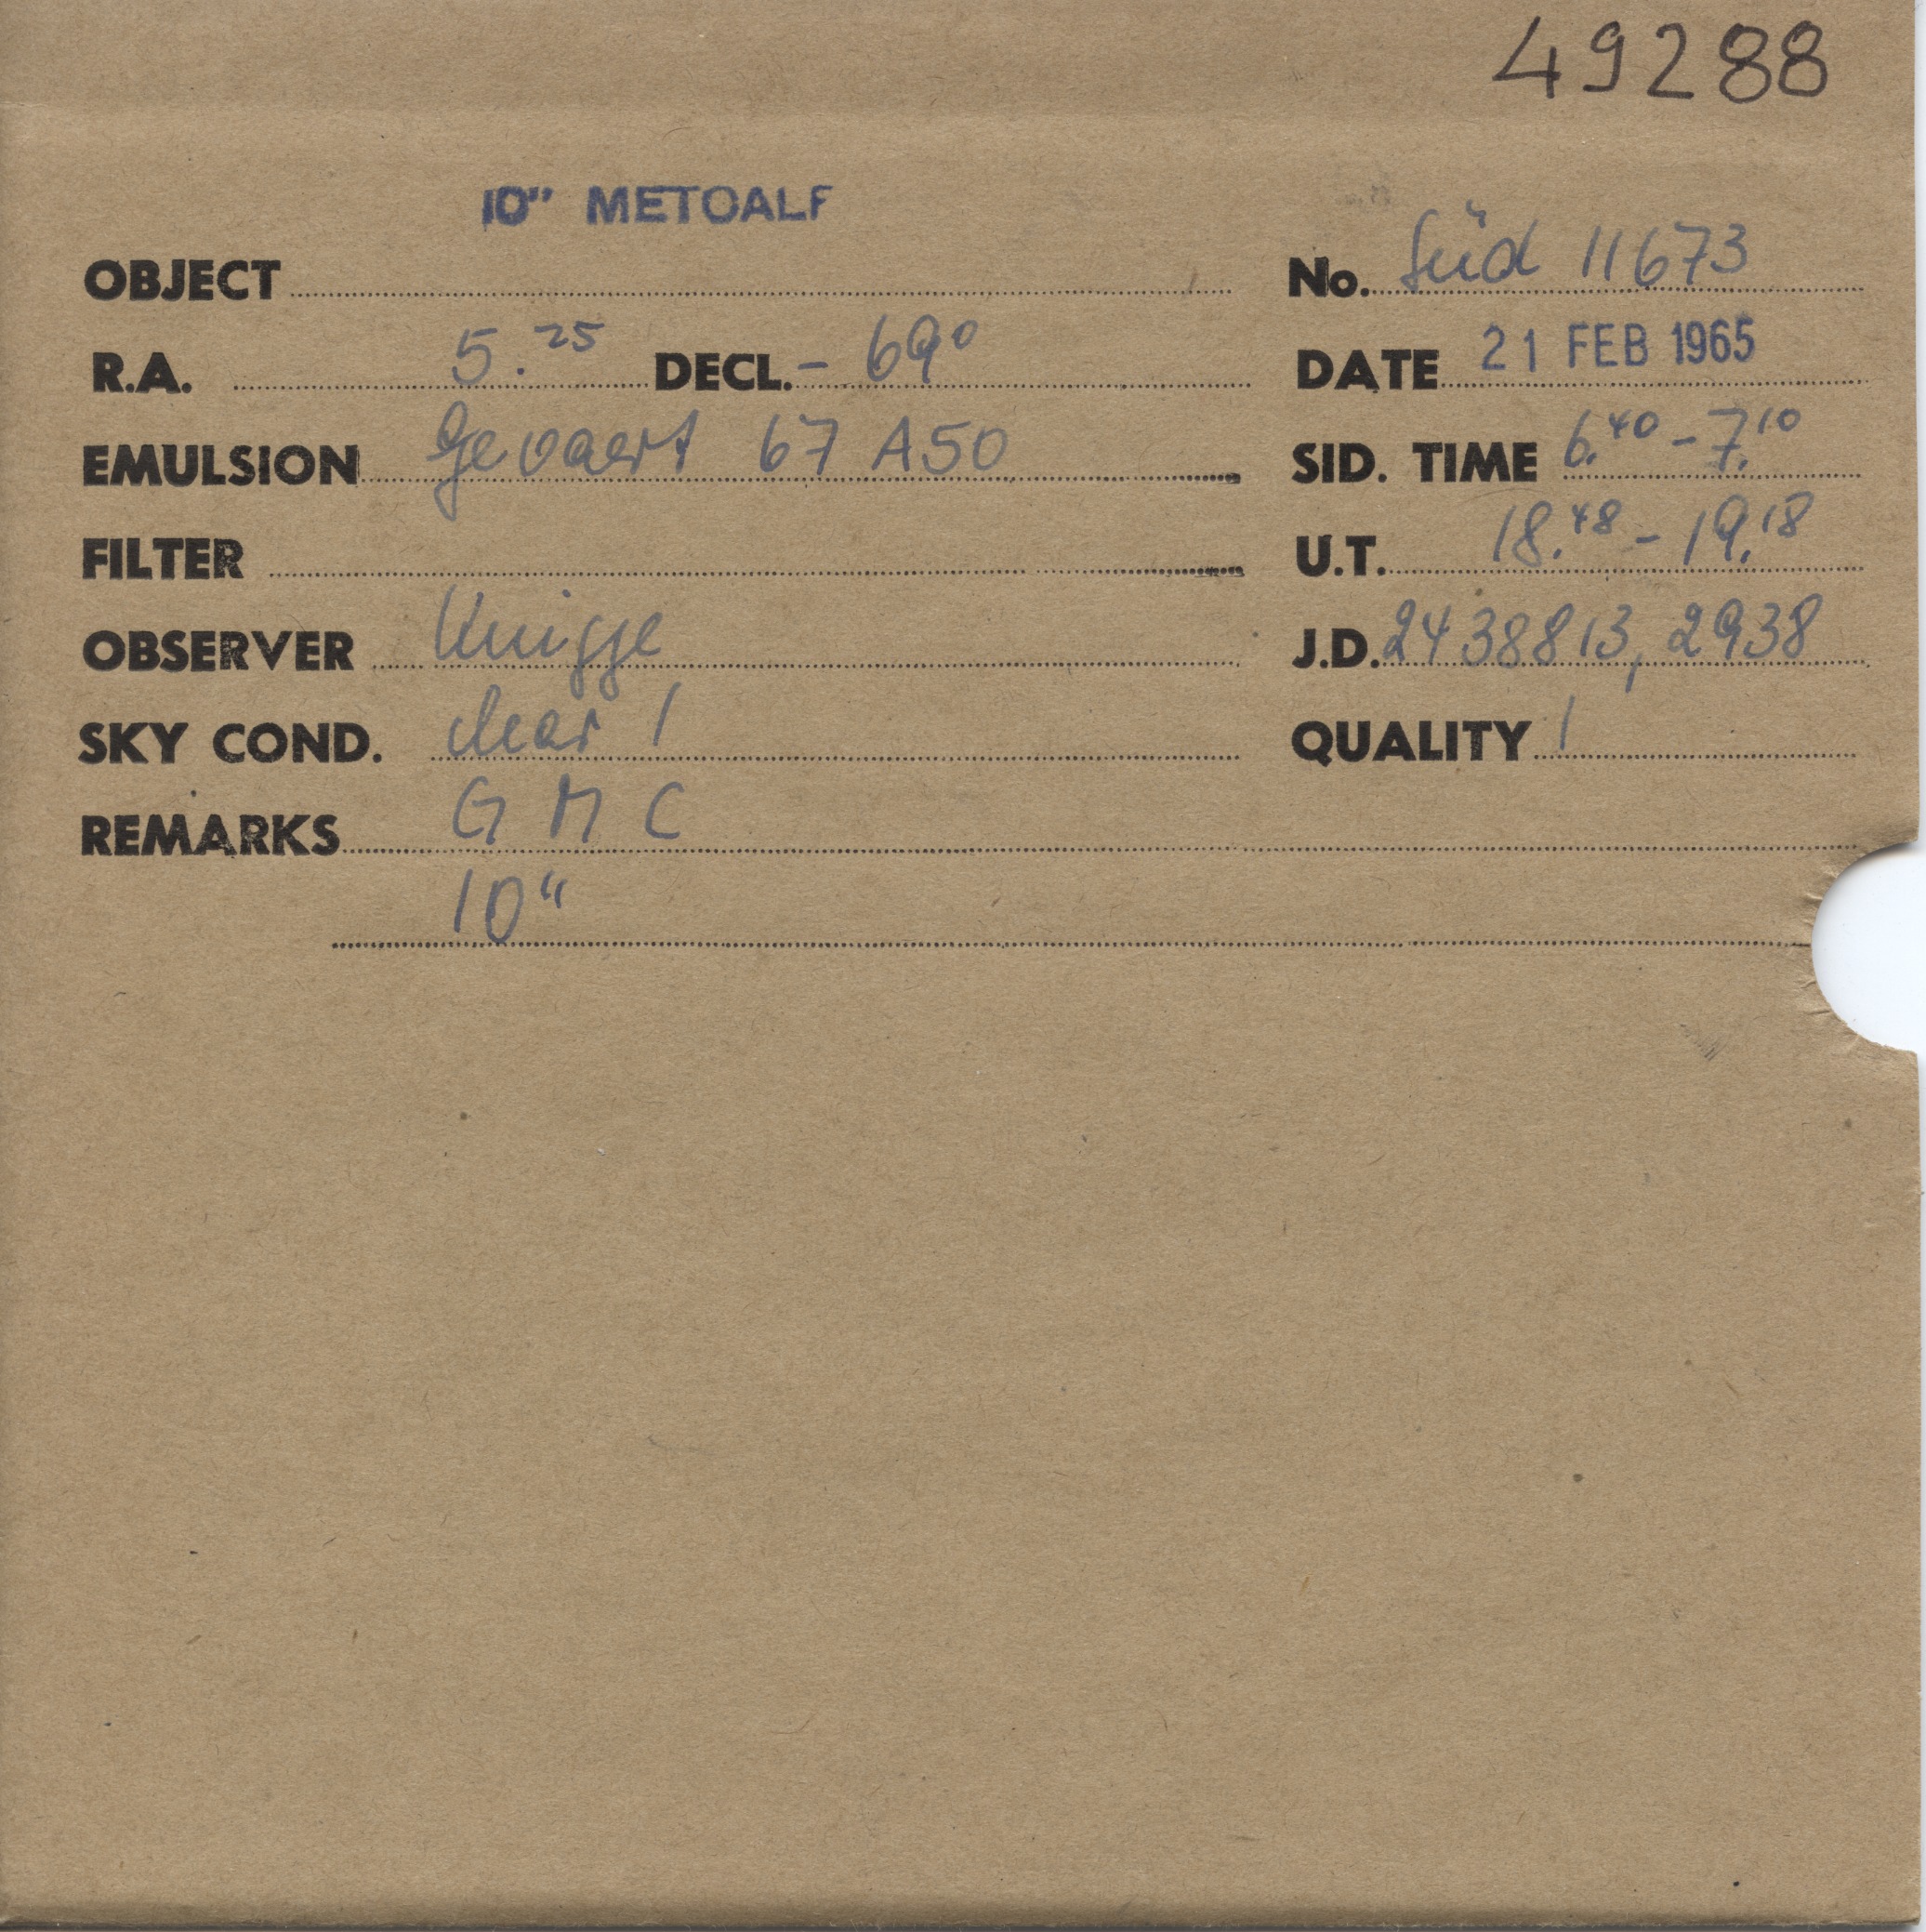 49288
10" METOALF
OBJECT No. Süd 11673
R.A. 5.25 DECL. - 69° DATE 21 FEB 1965
EMULSION Gevaert 67 A50 SID. TIME 6.40 - 7.10
FILTER U.T. 18.48 - 19.18
OBSERVER Knigge J.D. 2438813,2938
SKY COND. clear 1 QUALITY 1
REMARKS G M C
10"